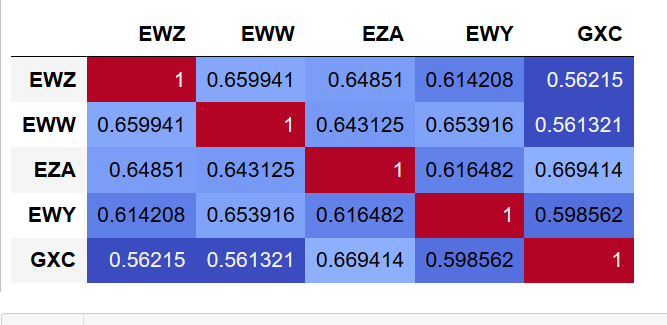 EWZ EWW EZA EWY GXC
EWZ 1 0.659941 0.64851 0.614208 0.56215
EWW 0.659941 1 0.643125 0.653916 0.561321
EZA 0.64851 0.643125 1 0.616482 0.669414
EWY 0.614208 0.653916 0.616482 1 0.598562
GXC 0.56215 0.561321 0.669414 0.598562 1